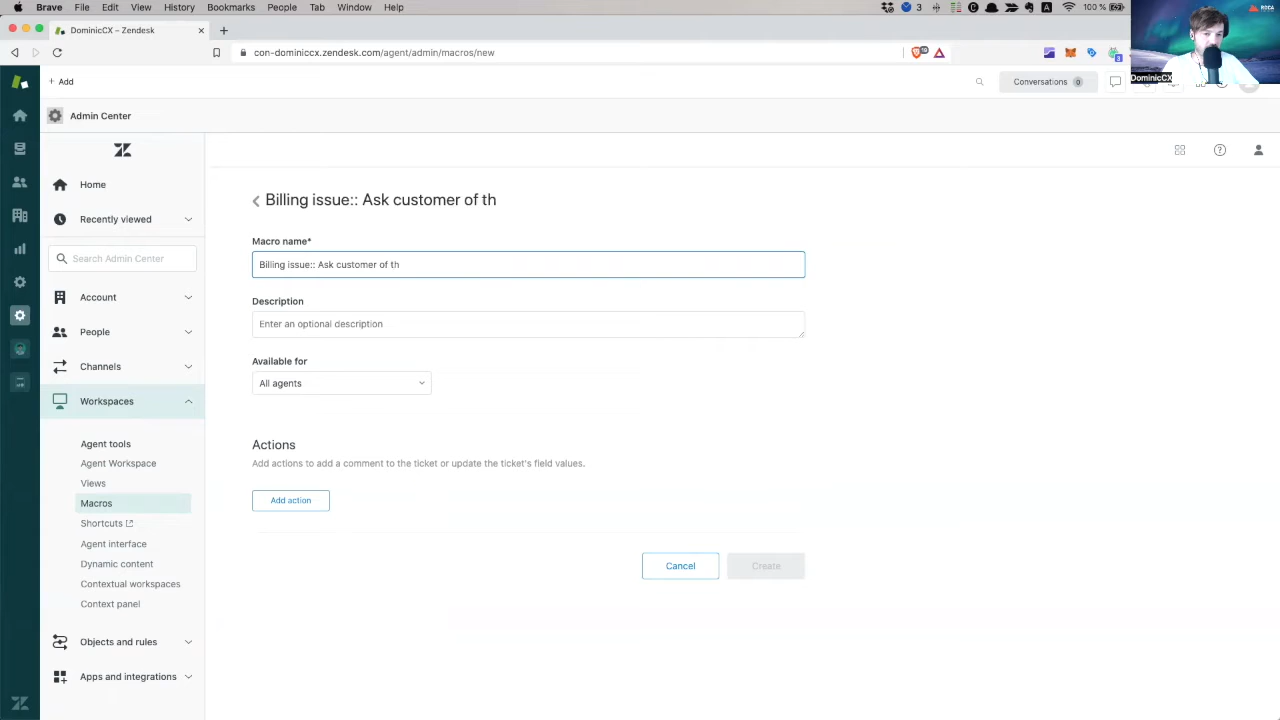 Brave File Edit View History Bookmarks People Tab Window Help
3
100 %
ROCA
DominicCX – Zendesk
con-dominiccx.zendesk.com/agent/admin/macros/new
DominicCX
+ Add
Conversations 0
Admin Center
Home
Recently viewed
Search Admin Center
Account
People
Channels
Workspaces
Agent tools
Agent Workspace
Views
Macros
Shortcuts
Agent interface
Dynamic content
Contextual workspaces
Context panel
Objects and rules
Apps and integrations
Billing issue:: Ask customer of th
Macro name*
Billing issue:: Ask customer of th
Description
Enter an optional description
Available for
All agents
Actions
Add actions to add a comment to the ticket or update the ticket's field values.
Add action
Cancel
Create